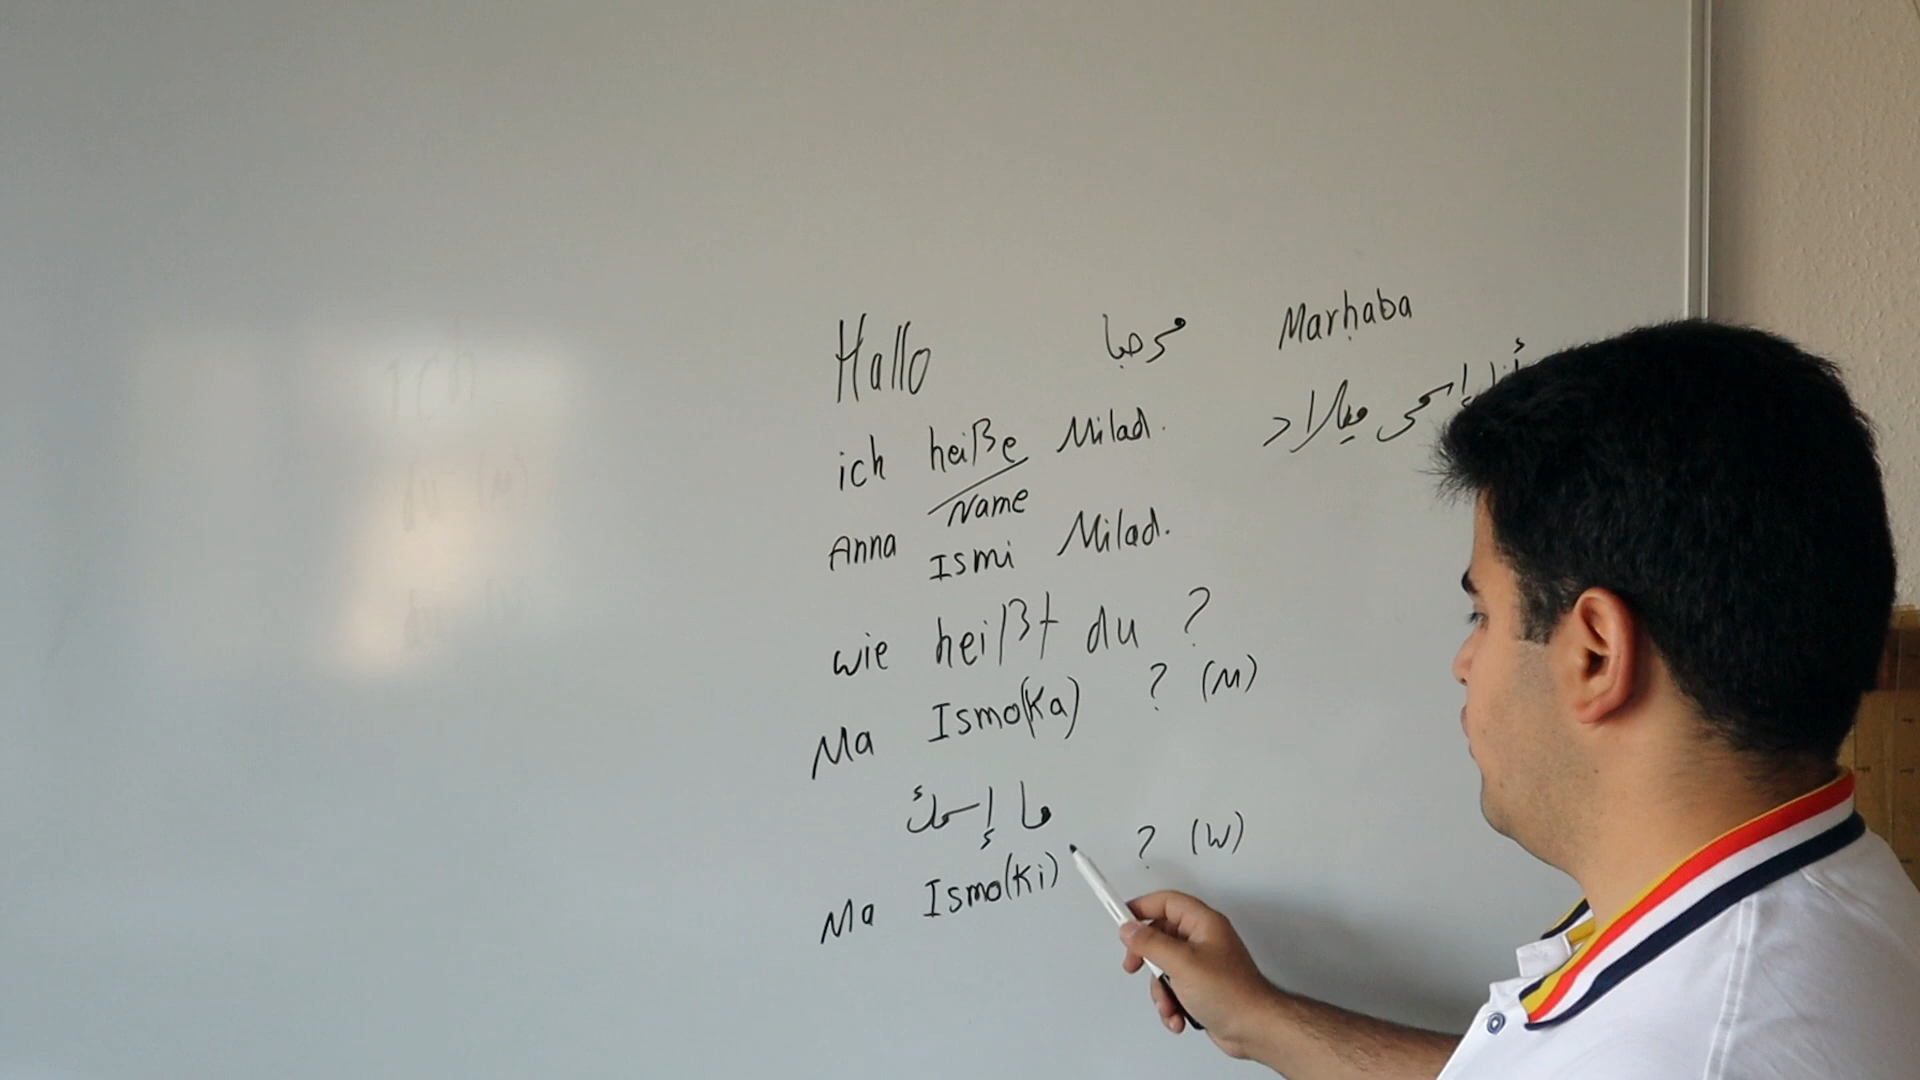 Hallo مرحبا Marhaba
ich heiße Milad. أنا إسمي ميلاد
Name
Anna Ismi Milad.
wie heißt du ?
Ma Ismo(Ka) ? (M)
ما إسمك
Ma Ismo(Ki) ? (W)